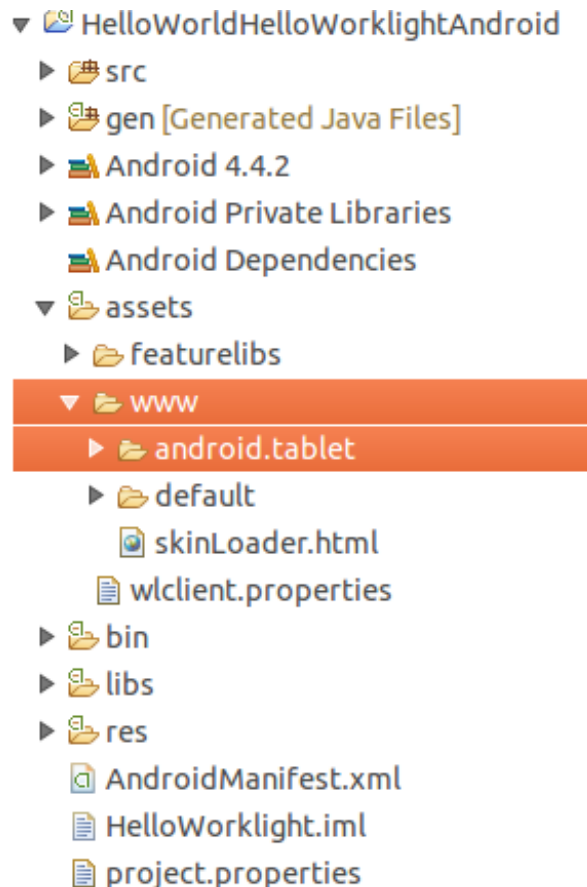 HelloWorldHelloWorklightAndroid
src
gen [Generated Java Files]
Android 4.4.2
Android Private Libraries
Android Dependencies
assets
featurelibs
www
android.tablet
default
skinLoader.html
wlclient.properties
bin
libs
res
AndroidManifest.xml
HelloWorklight.iml
project.properties